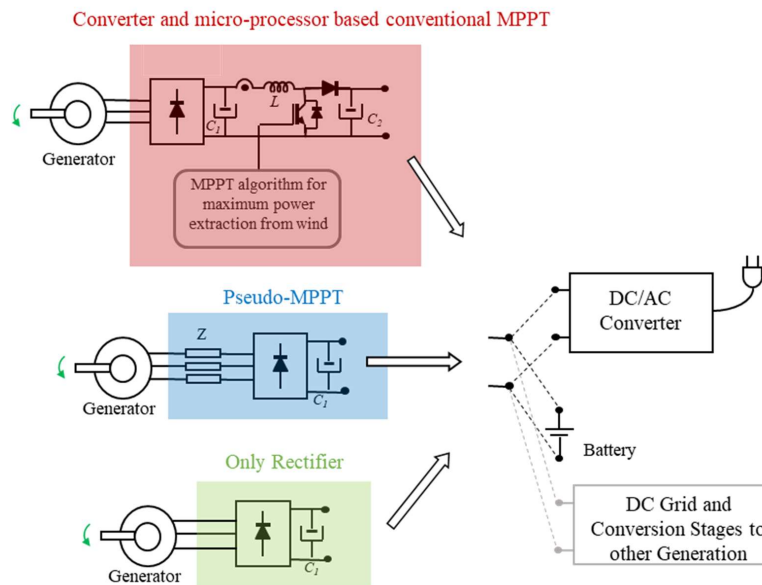 Converter and micro-processor based conventional MPPT
L
C1
C2
Generator
MPPT algorithm for
maximum power
extraction from wind
Pseudo-MPPT
Z
C1
Generator
Only Rectifier
C1
Generator
DC/AC
Converter
Battery
DC Grid and
Conversion Stages to
other Generation